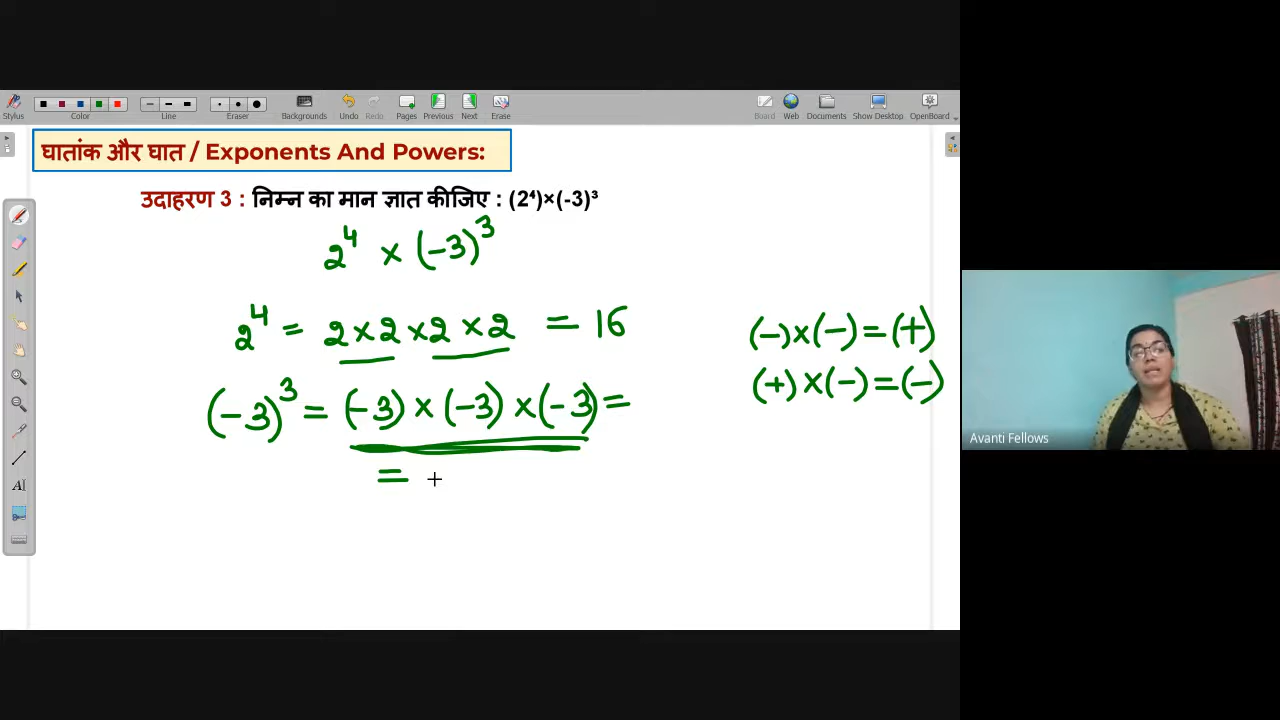 Stylus Color Line Eraser Backgrounds Undo Redo Pages Previous Next Erase Board Web Documents Show Desktop OpenBoard
घातांक और घात / Exponents And Powers:
उदाहरण 3 : निम्न का मान ज्ञात कीजिए : (2⁴)×(-3)³
2⁴ × (-3)³
2⁴ = 2×2×2×2 = 16
(-)×(-)=(+)
(+)×(-)=(-)
(-3)³ = (-3)×(-3)×(-3) =
=
Avanti Fellows